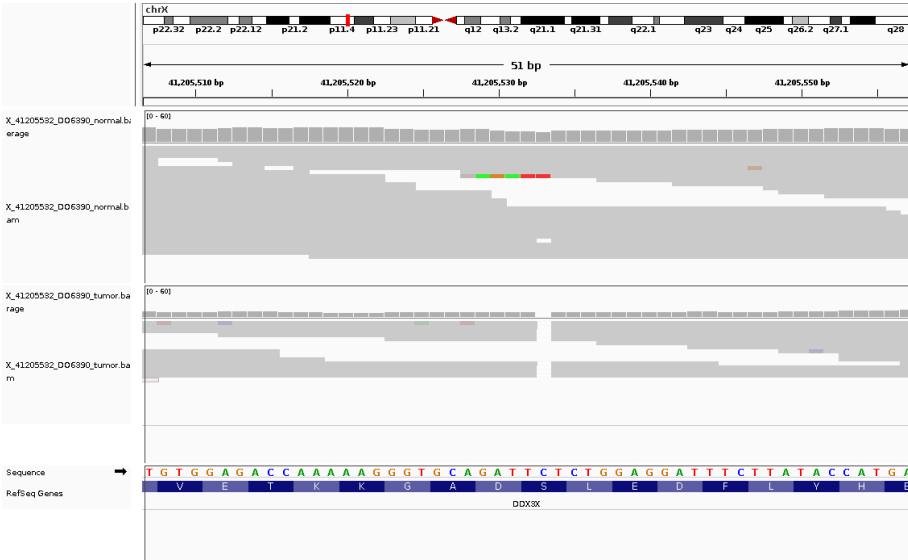 chrX
p22.32 p22.2 p22.12 p21.2 p11.4 p11.23 p11.21 q12 q13.2 q21.1 q21.31 q22.1 q23 q24 q25 q26.2 q27.1 q28
51 bp
41,205,510 bp 41,205,520 bp 41,205,530 bp 41,205,540 bp 41,205,550 bp
X_41205532_DO6390_normal.ba
erage
[0 - 60]
X_41205532_DO6390_normal.b
am
X_41205532_DO6390_tumor.ba
rage
[0 - 60]
X_41205532_DO6390_tumor.ba
m
Sequence T G T G G A G A C C A A A A A G G G T G C A G A T T C T C T G G A G G A T T T C T T A T A C C A T G A
RefSeq Genes V E T K K G A D S L E D F L Y H E
DDX3X